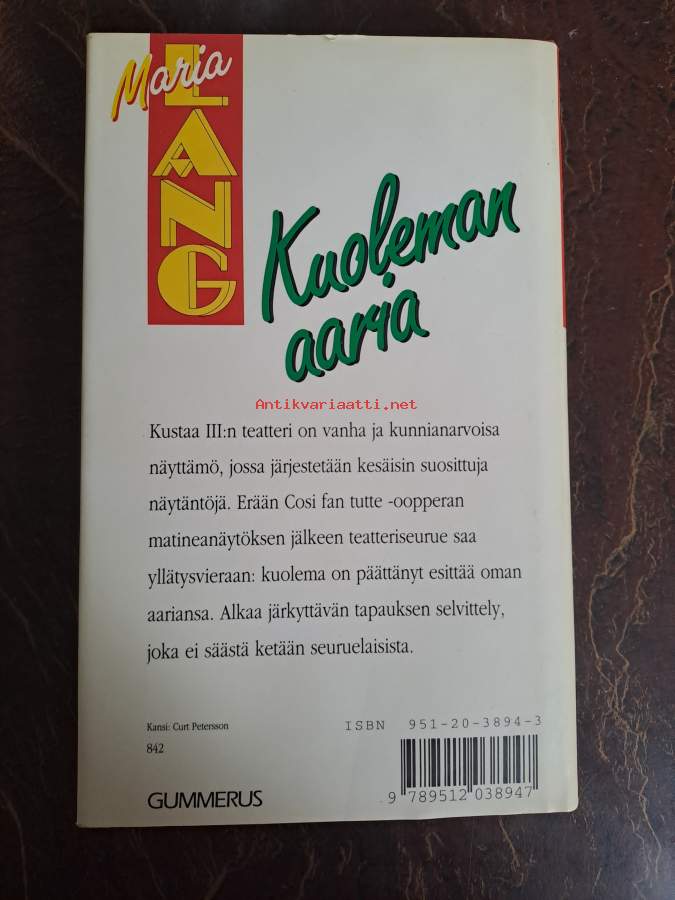 Maria
LANG
Kuoleman
aaria
Antikvariaatti.net
Kustaa III:n teatteri on vanha ja kunnianarvoisa
näyttämö, jossa järjestetään kesäisin suosittuja
näytäntöjä. Erään Cosi fan tutte -oopperan
matineanäytöksen jälkeen teatteriseurue saa
yllätysvieraan: kuolema on päättänyt esittää oman
aariansa. Alkaa järkyttävän tapauksen selvittely,
joka ei säästä ketään seuruelaisista.
Kansi: Curt Petersson
842
GUMMERUS
ISBN 951-20-3894-3
9 789512 038947